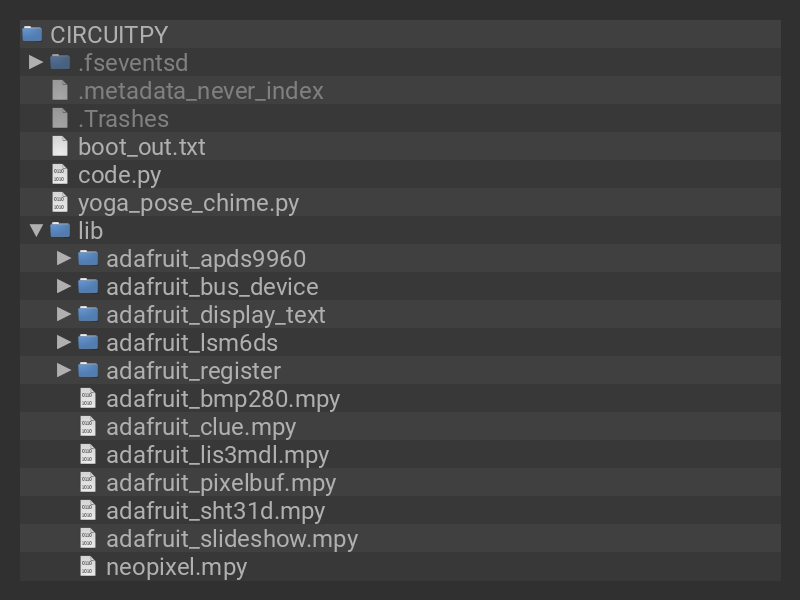 CIRCUITPY
.fseventsd
.metadata_never_index
.Trashes
boot_out.txt
code.py
yoga_pose_chime.py
lib
adafruit_apds9960
adafruit_bus_device
adafruit_display_text
adafruit_lsm6ds
adafruit_register
adafruit_bmp280.mpy
adafruit_clue.mpy
adafruit_lis3mdl.mpy
adafruit_pixelbuf.mpy
adafruit_sht31d.mpy
adafruit_slideshow.mpy
neopixel.mpy